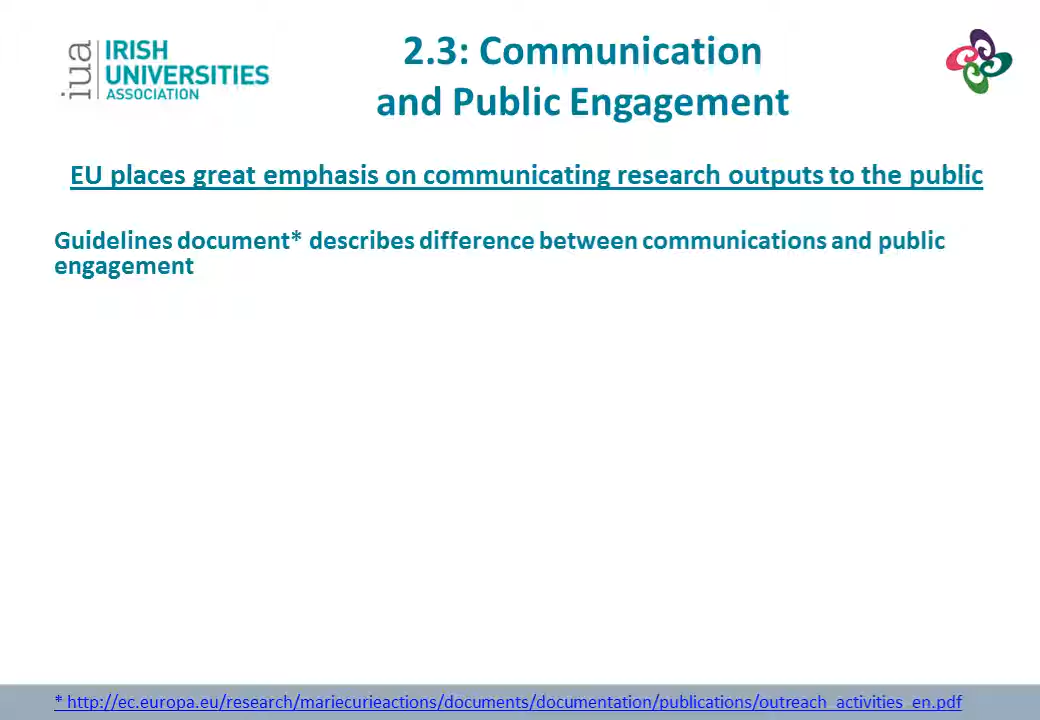 iua
IRISH
UNIVERSITIES
ASSOCIATION
2.3: Communication
and Public Engagement
EU places great emphasis on communicating research outputs to the public
Guidelines document* describes difference between communications and public
engagement
* http://ec.europa.eu/research/mariecurieactions/documents/documentation/publications/outreach_activities_en.pdf